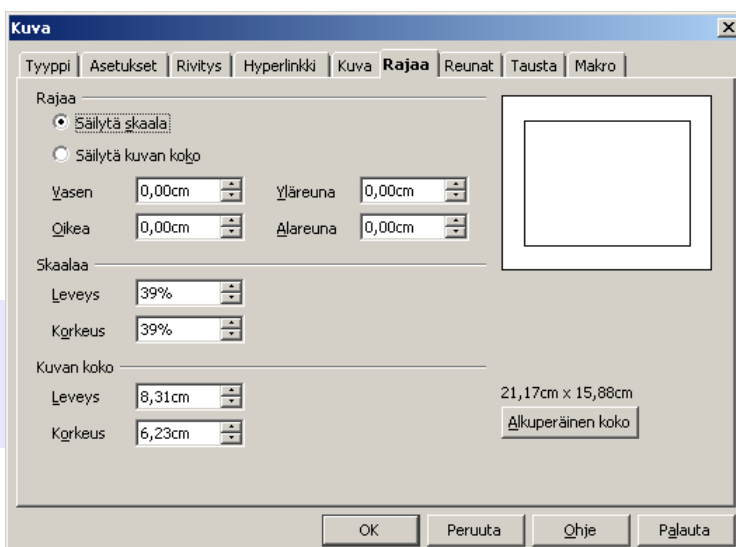 Kuva
Tyyppi Asetukset Rivitys Hyperlinkki Kuva Rajaa Reunat Tausta Makro
Rajaa
Säilytä skaala
Säilytä kuvan koko
Vasen 0,00cm Yläreuna 0,00cm
Oikea 0,00cm Alareuna 0,00cm
Skaalaa
Leveys 39%
Korkeus 39%
Kuvan koko
Leveys 8,31cm 21,17cm x 15,88cm
Korkeus 6,23cm Alkuperäinen koko
OK Peruuta Ohje Palauta